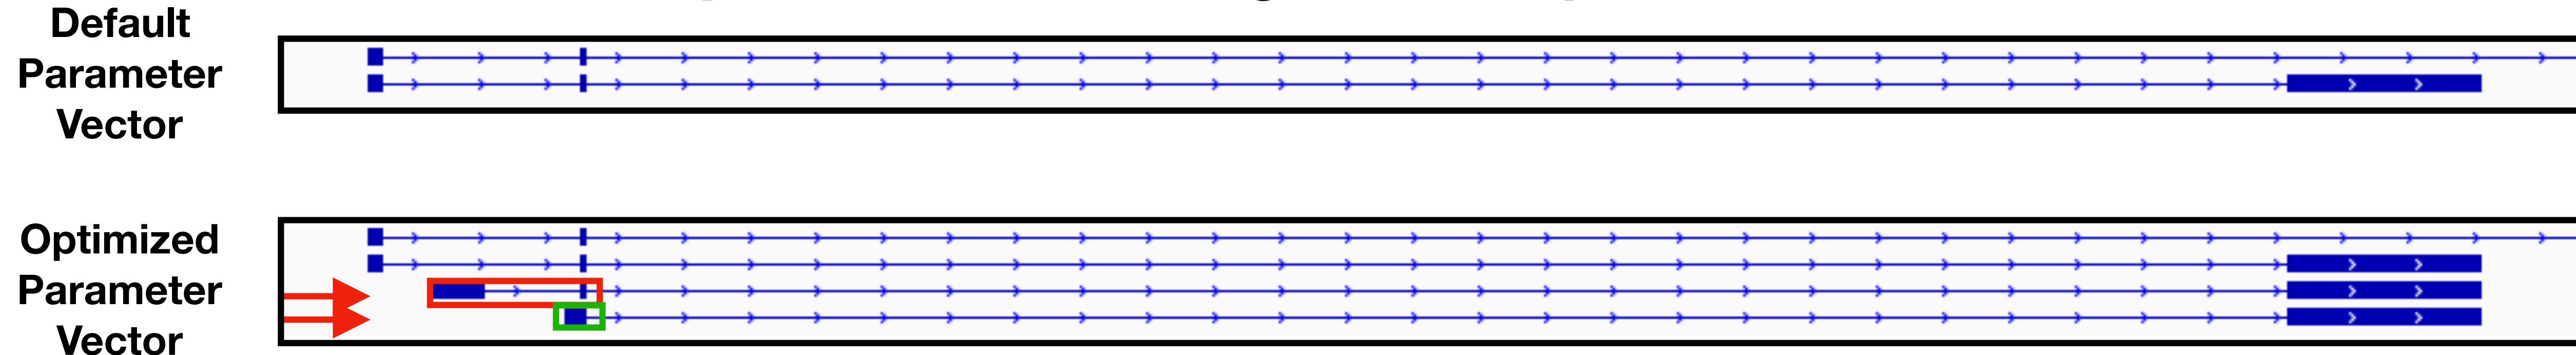 Default
Parameter
Vector
Optimized
Parameter
Vector